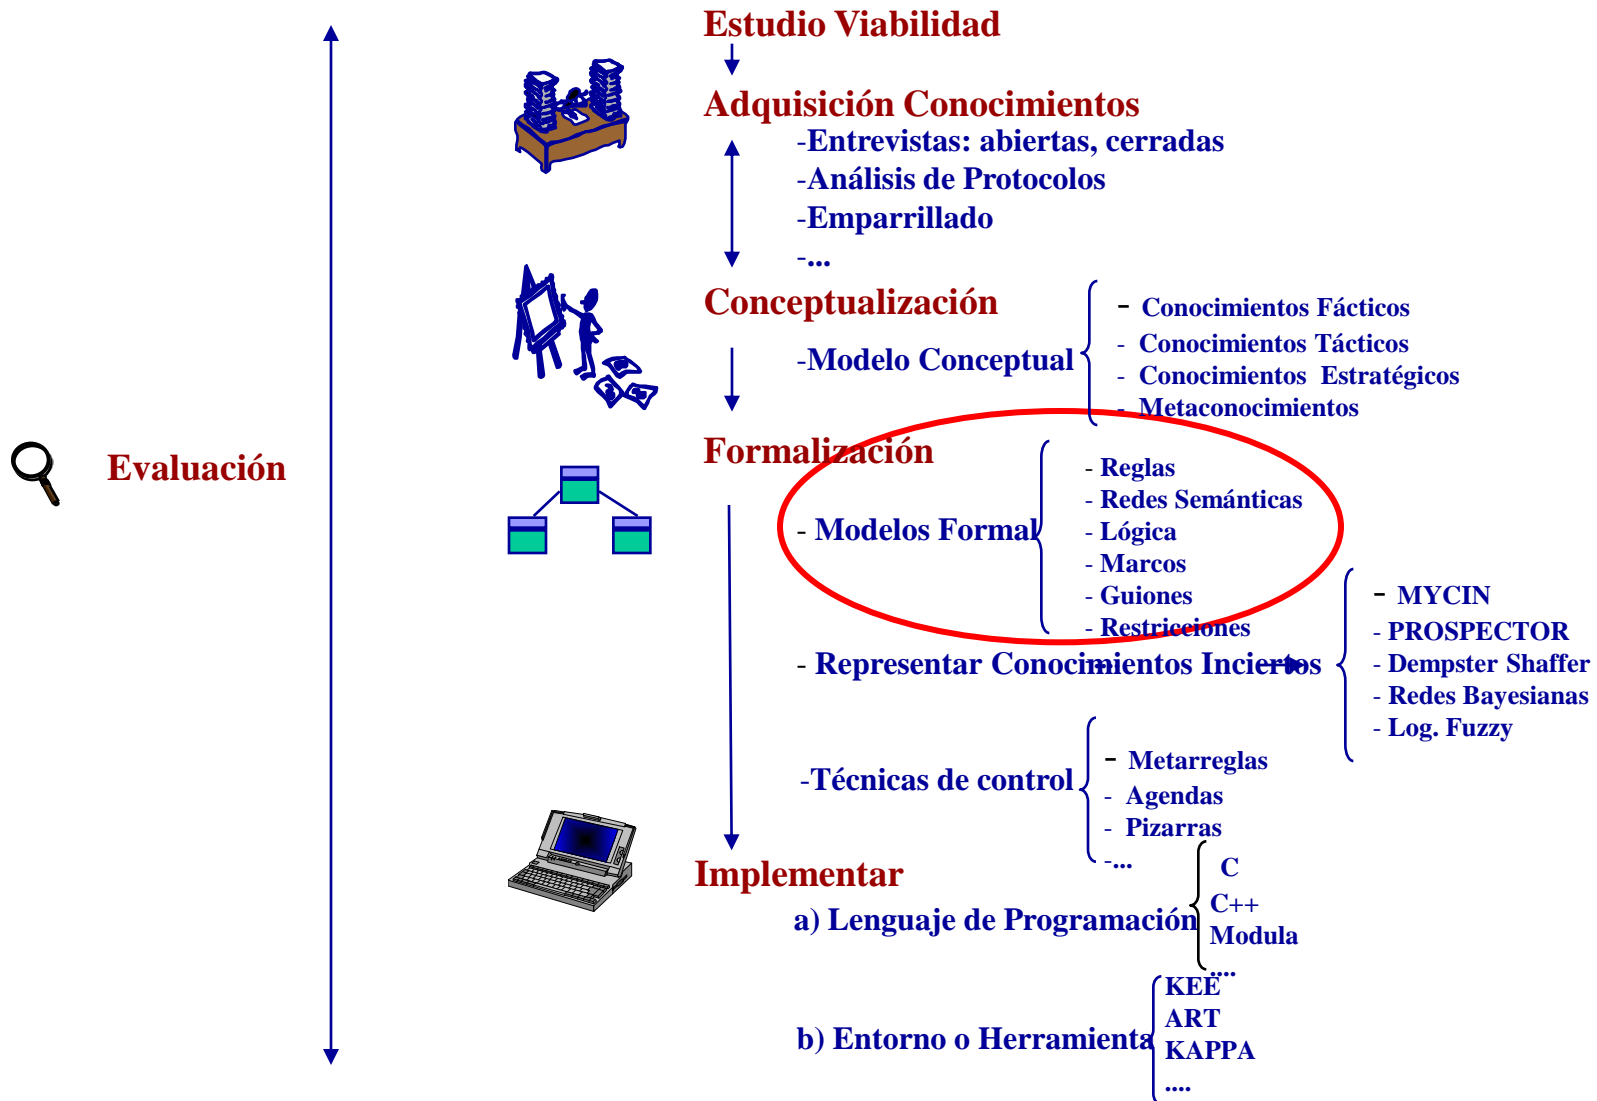 Estudio Viabilidad
Adquisición Conocimientos
-Entrevistas: abiertas, cerradas
-Análisis de Protocolos
-Emparrillado
-...
Conceptualización
-Modelo Conceptual
- Conocimientos Fácticos
- Conocimientos Tácticos
- Conocimientos Estratégicos
- Metaconocimientos
Evaluación
Formalización
- Modelos Formal
- Reglas
- Redes Semánticas
- Lógica
- Marcos
- Guiones
- Restricciones
-...
- Representar Conocimientos Inciertos
- MYCIN
- PROSPECTOR
- Dempster Shaffer
- Redes Bayesianas
- Log. Fuzzy
-Técnicas de control
- Metarreglas
- Agendas
- Pizarras
-...
Implementar
a) Lenguaje de Programación
C
C++
Modula
....
b) Entorno o Herramienta
KEE
ART
KAPPA
....